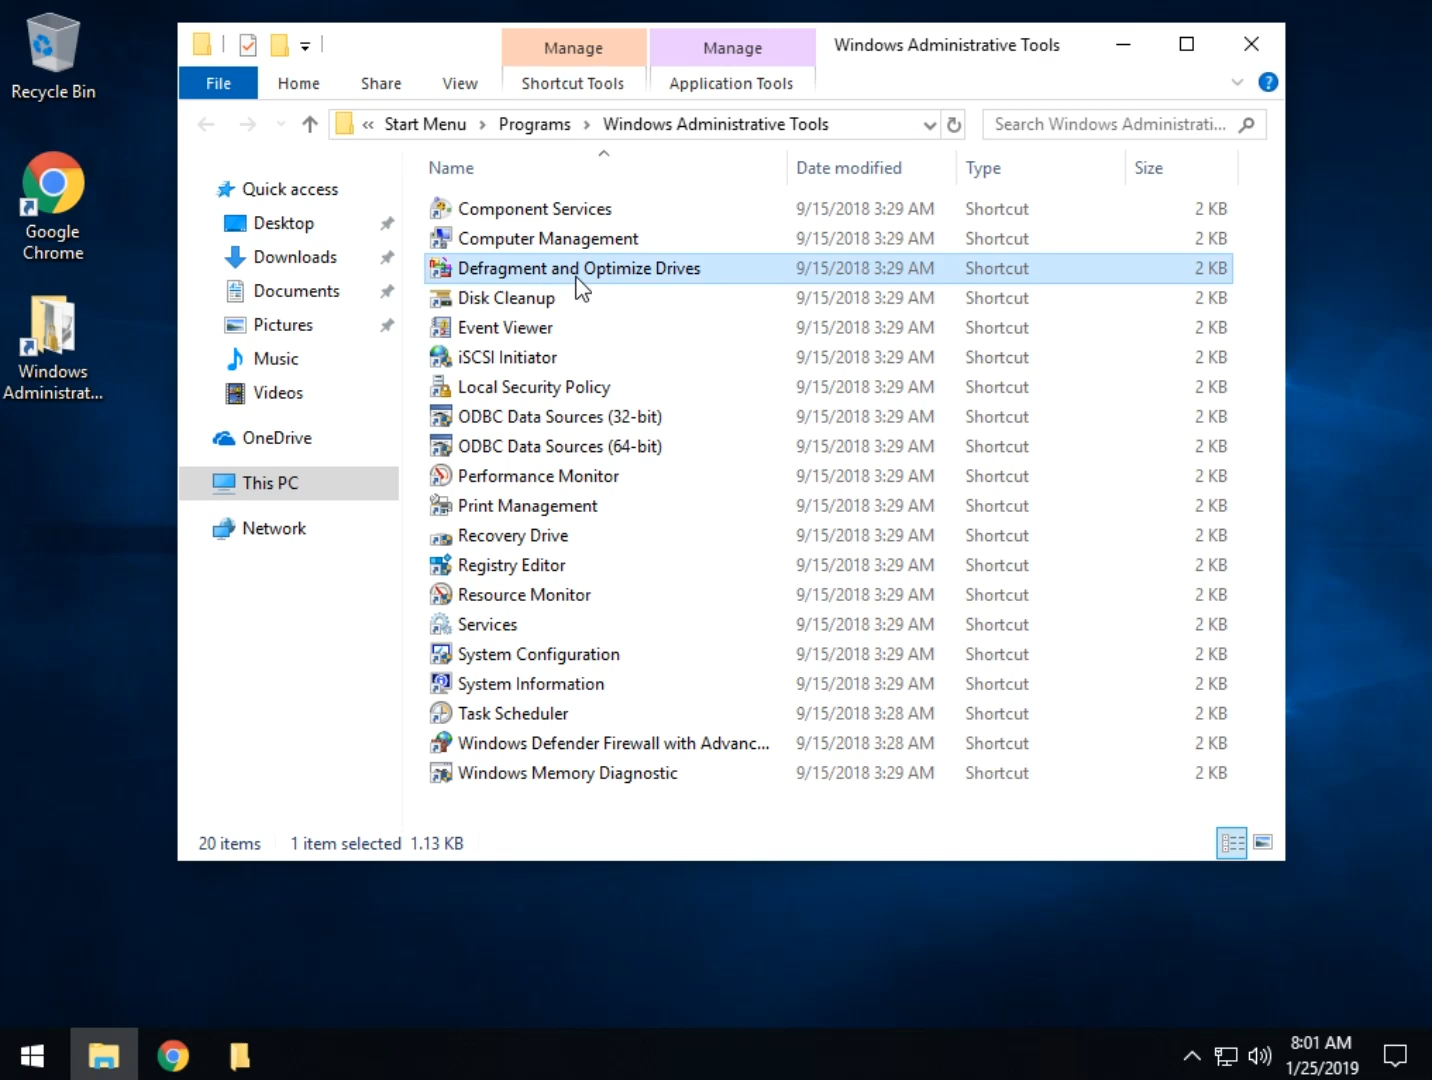 Recycle Bin
Google
Chrome
Windows
Administrat...
Manage
Manage
Windows Administrative Tools
File
Home
Share
View
Shortcut Tools
Application Tools
?
« Start Menu › Programs › Windows Administrative Tools
Search Windows Administrati...
Name
Date modified
Type
Size
Quick access
Desktop
Downloads
Documents
Pictures
Music
Videos
OneDrive
This PC
Network
Component Services 9/15/2018 3:29 AM Shortcut 2 KB
Computer Management 9/15/2018 3:29 AM Shortcut 2 KB
Defragment and Optimize Drives 9/15/2018 3:29 AM Shortcut 2 KB
Disk Cleanup 9/15/2018 3:29 AM Shortcut 2 KB
Event Viewer 9/15/2018 3:29 AM Shortcut 2 KB
iSCSI Initiator 9/15/2018 3:29 AM Shortcut 2 KB
Local Security Policy 9/15/2018 3:29 AM Shortcut 2 KB
ODBC Data Sources (32-bit) 9/15/2018 3:29 AM Shortcut 2 KB
ODBC Data Sources (64-bit) 9/15/2018 3:29 AM Shortcut 2 KB
Performance Monitor 9/15/2018 3:29 AM Shortcut 2 KB
Print Management 9/15/2018 3:29 AM Shortcut 2 KB
Recovery Drive 9/15/2018 3:29 AM Shortcut 2 KB
Registry Editor 9/15/2018 3:29 AM Shortcut 2 KB
Resource Monitor 9/15/2018 3:29 AM Shortcut 2 KB
Services 9/15/2018 3:29 AM Shortcut 2 KB
System Configuration 9/15/2018 3:29 AM Shortcut 2 KB
System Information 9/15/2018 3:29 AM Shortcut 2 KB
Task Scheduler 9/15/2018 3:28 AM Shortcut 2 KB
Windows Defender Firewall with Advanc... 9/15/2018 3:28 AM Shortcut 2 KB
Windows Memory Diagnostic 9/15/2018 3:29 AM Shortcut 2 KB
20 items 1 item selected 1.13 KB
8:01 AM
1/25/2019